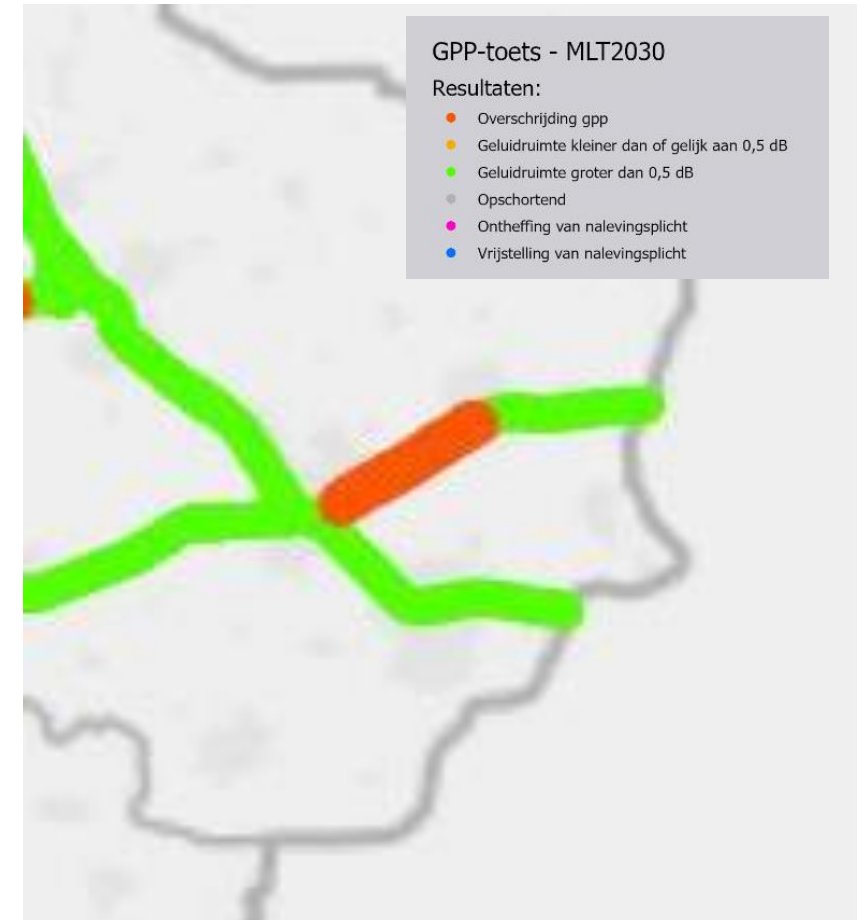 GPP-toets - MLT2030
Resultaten:
Overschrijding gpp
Geluidruimte kleiner dan of gelijk aan 0,5 dB
Geluidruimte groter dan 0,5 dB
Opschortend
Ontheffing van nalevingsplicht
Vrijstelling van nalevingsplicht